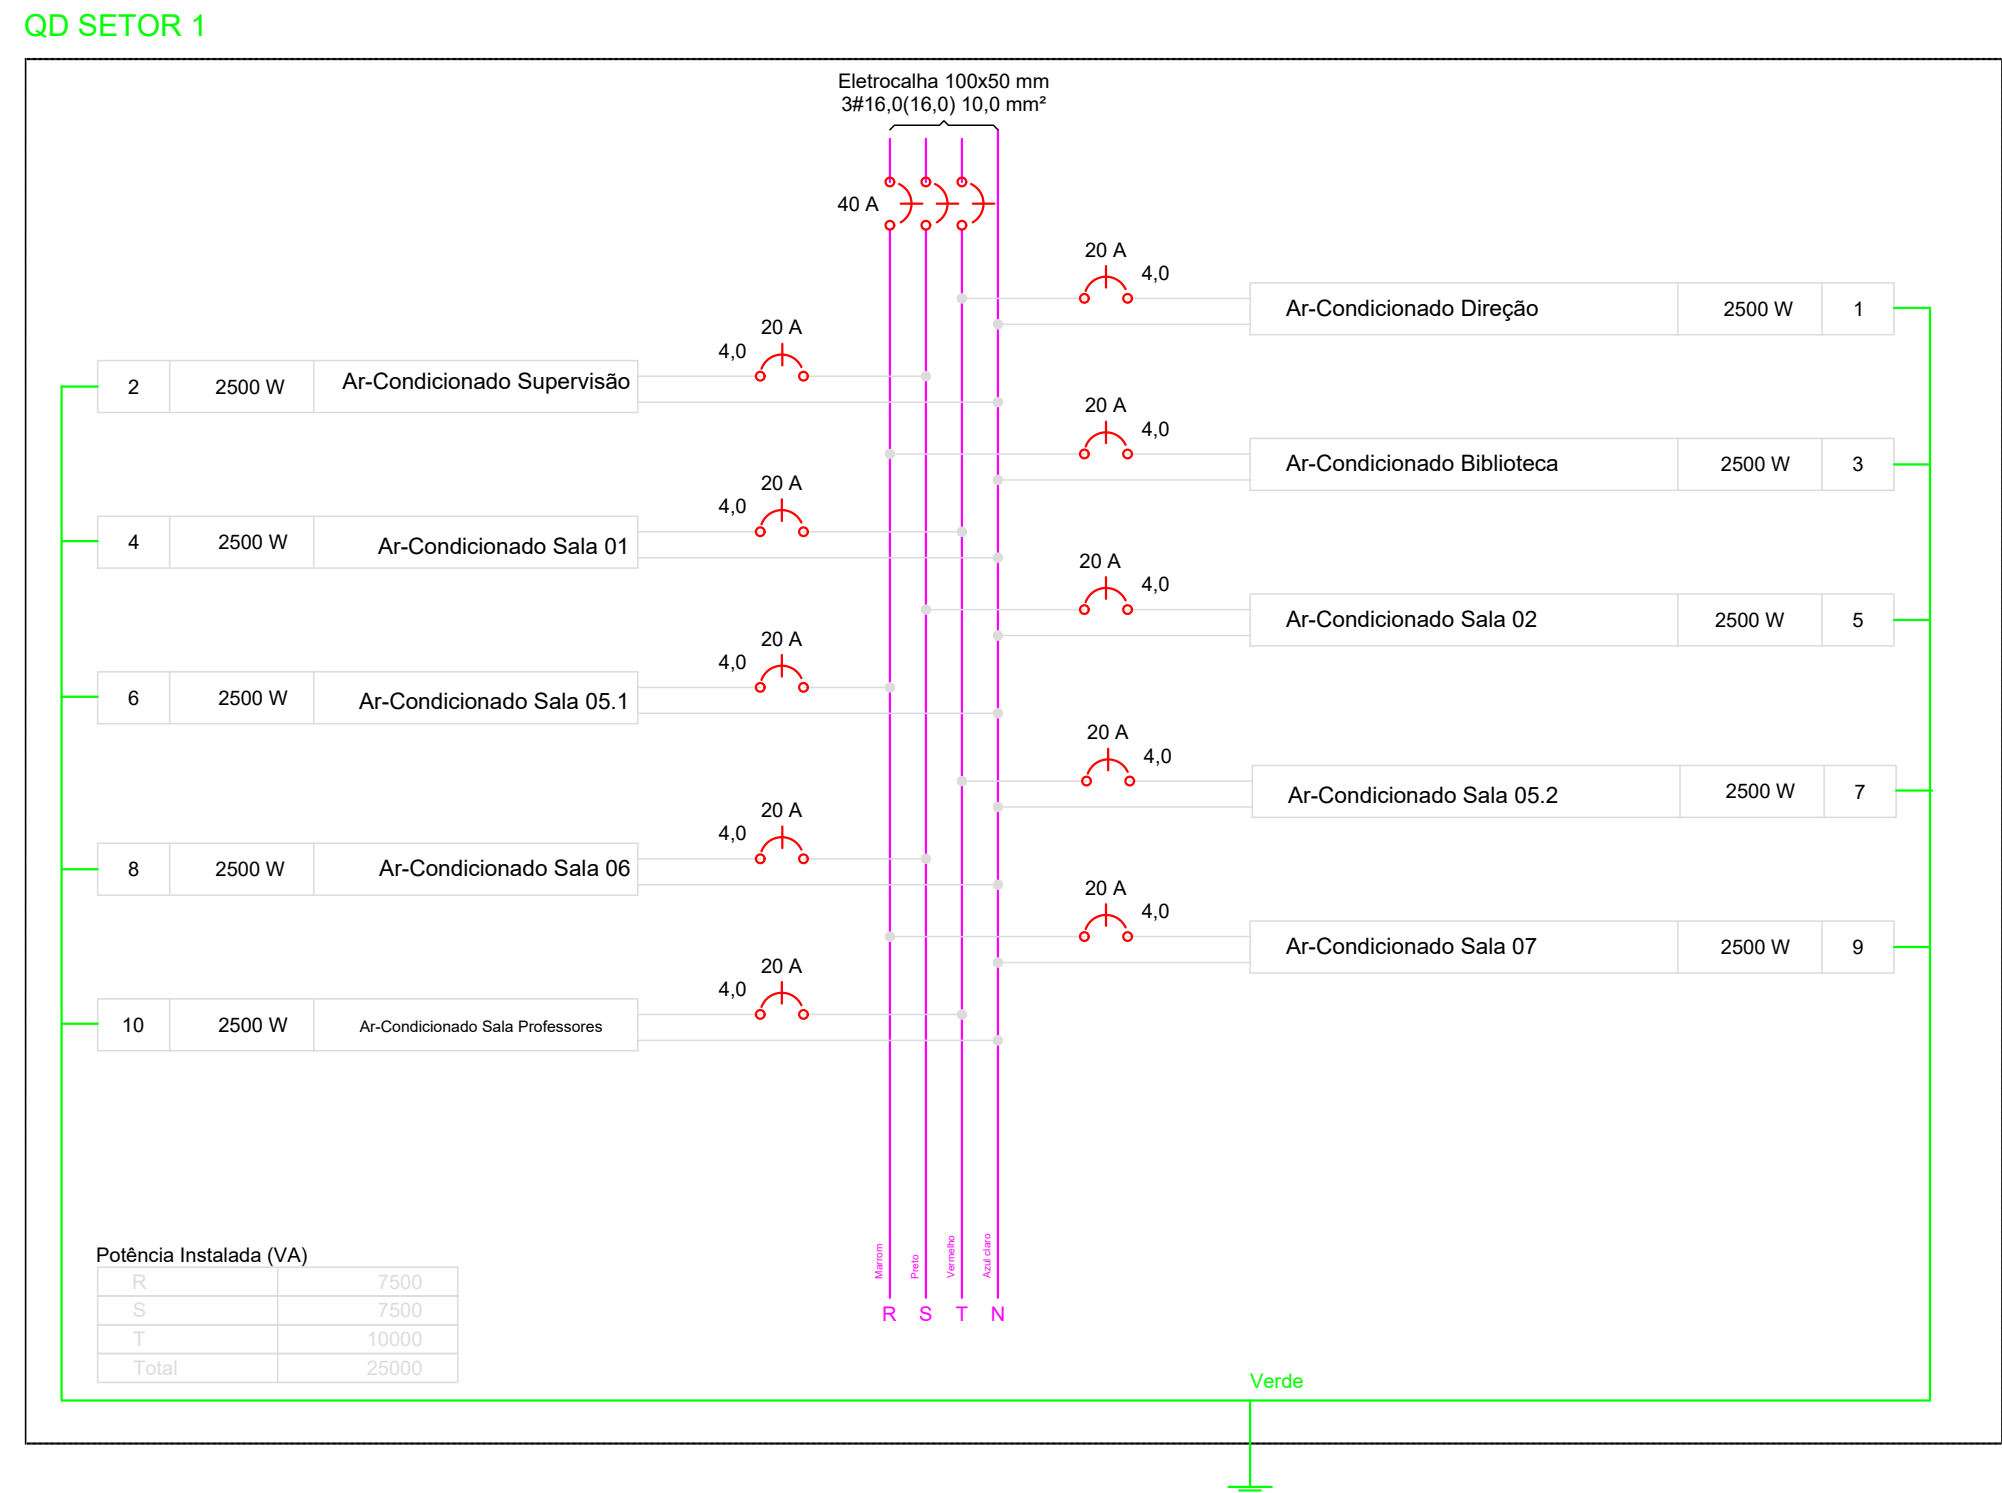 QD SETOR 1
Eletrocalha 100x50 mm
3#16,0(16,0) 10,0 mm²
40 A
20 A
4,0
Ar-Condicionado Direção 2500 W 1
20 A
4,0
2 2500 W Ar-Condicionado Supervisão
20 A
4,0
Ar-Condicionado Biblioteca 2500 W 3
20 A
4,0
4 2500 W Ar-Condicionado Sala 01
20 A
4,0
Ar-Condicionado Sala 02 2500 W 5
20 A
4,0
6 2500 W Ar-Condicionado Sala 05.1
20 A
4,0
Ar-Condicionado Sala 05.2 2500 W 7
20 A
4,0
8 2500 W Ar-Condicionado Sala 06
20 A
4,0
Ar-Condicionado Sala 07 2500 W 9
20 A
4,0
10 2500 W Ar-Condicionado Sala Professores
Marrom
Preto
Vermelho
Azul claro
R S T N
Potência Instalada (VA)
R 7500
S 7500
T 10000
Total 25000
Verde